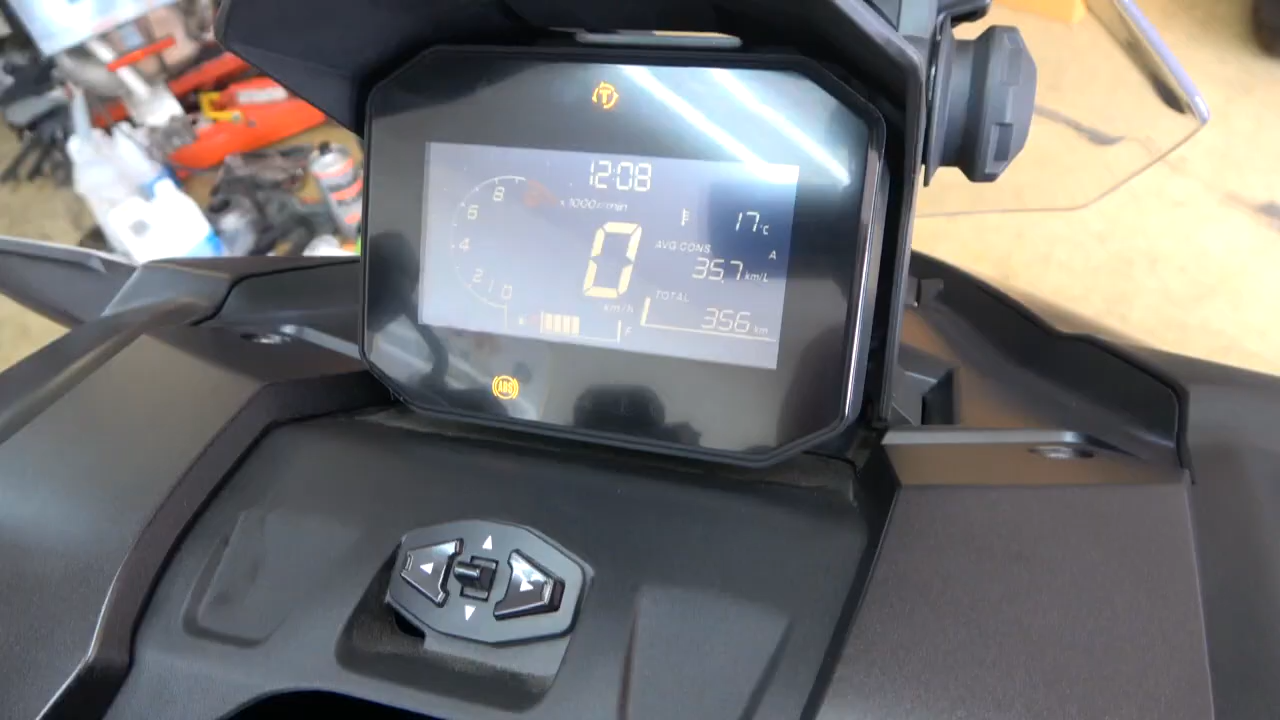 T
12:08
8
x 1000r/min
6
17°C
4
0
AVG CONS.
A
35.7 km/L
2
1
0
TOTAL
km/h
356 km
F
ABS